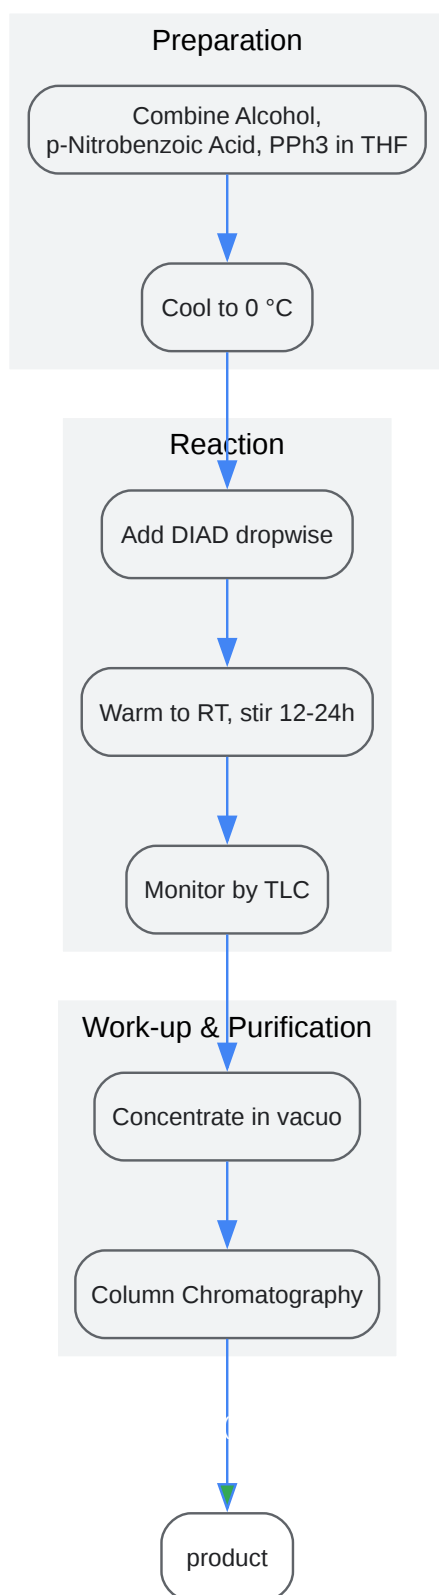 Preparation
Combine Alcohol,
p-Nitrobenzoic Acid, PPh3 in THF
Cool to 0 °C
Reaction
Add DIAD dropwise
Warm to RT, stir 12-24h
Monitor by TLC
Work-up & Purification
Concentrate in vacuo
Column Chromatography
product